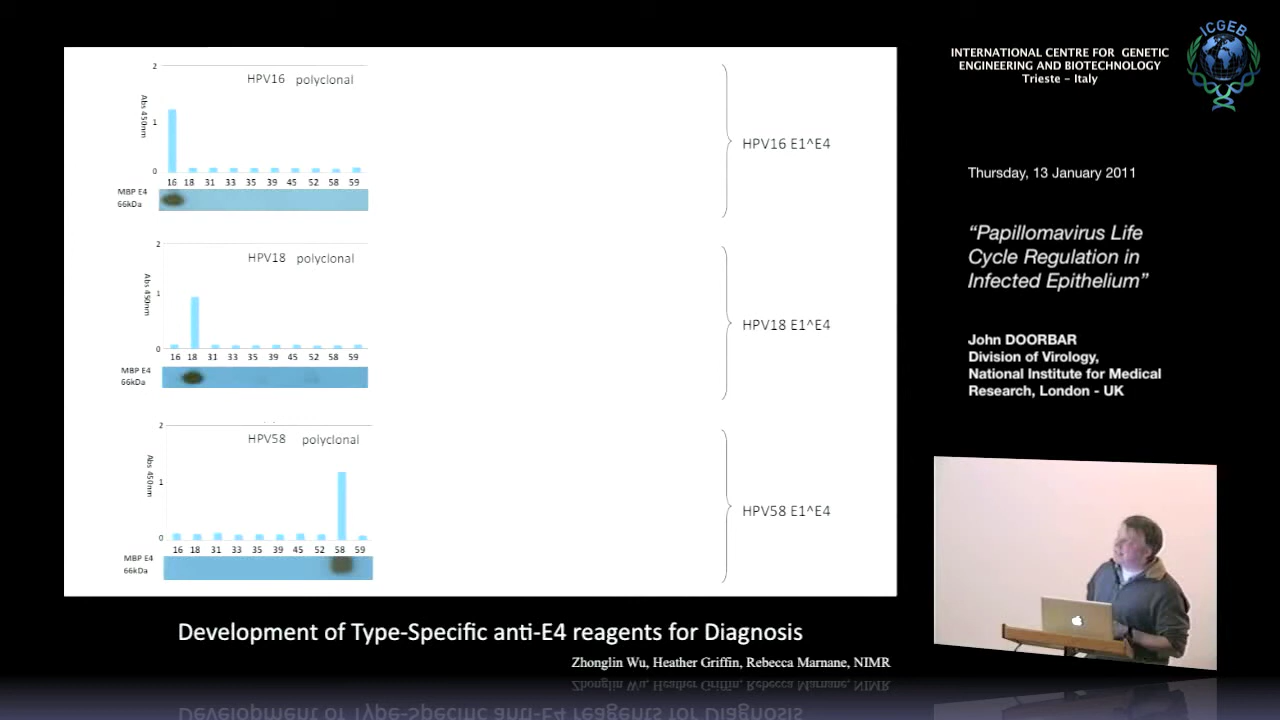 2
HPV16 polyclonal
Abs 450nm
1
0
16 18 31 33 35 39 45 52 58 59
MBP E4
66kDa
HPV16 E1^E4
2
HPV18 polyclonal
Abs 450nm
1
0
16 18 31 33 35 39 45 52 58 59
MBP E4
66kDa
HPV18 E1^E4
2
HPV58 polyclonal
Abs 450nm
1
0
16 18 31 33 35 39 45 52 58 59
MBP E4
66kDa
HPV58 E1^E4
Development of Type-Specific anti-E4 reagents for Diagnosis
Zhonglin Wu, Heather Griffin, Rebecca Marnane, NIMR
INTERNATIONAL CENTRE FOR GENETIC
ENGINEERING AND BIOTECHNOLOGY
Trieste – Italy
ICGEB
Thursday, 13 January 2011
“Papillomavirus Life
Cycle Regulation in
Infected Epithelium”
John DOORBAR
Division of Virology,
National Institute for Medical
Research, London - UK